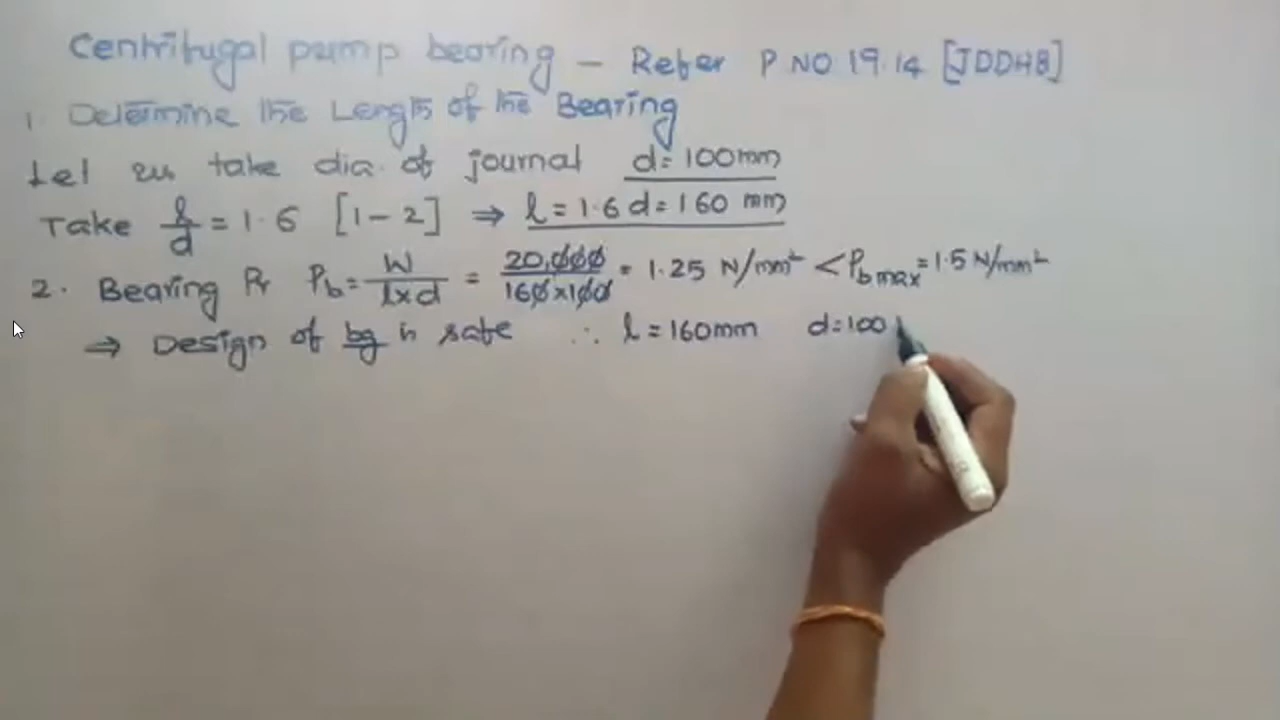 Centrifugal pump bearing – Refer P NO 19.14 [JDDHB]
1. Determine the Length of the Bearing
Let us take dia. of journal d = 100mm
Take l/d = 1.6 [1-2] ⇒ l = 1.6 d = 160 mm
2. Bearing Pr Pb = W/l×d = 20,000/160×100 = 1.25 N/mm² < Pb max = 1.5 N/mm²
⇒ Design of bg is safe ∴ l = 160mm d=100